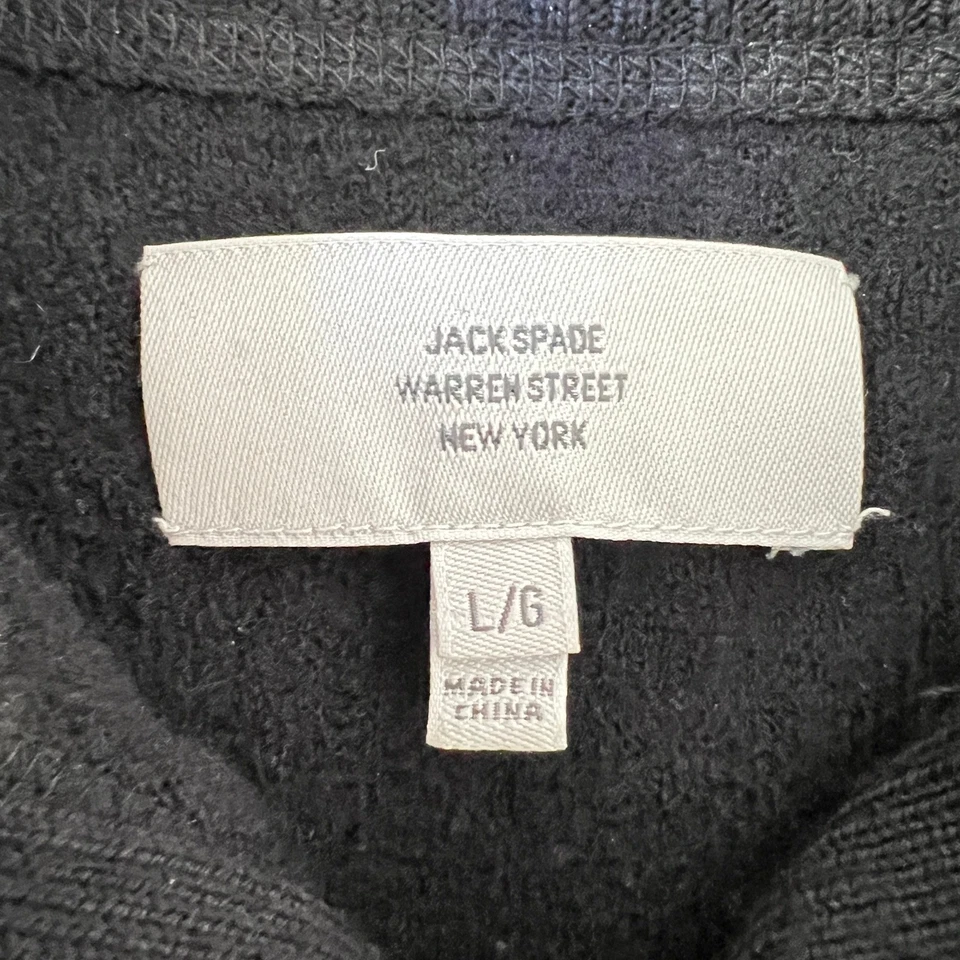 JACK SPADE
WARREN STREET
NEW YORK
L/G
MADE IN
CHINA